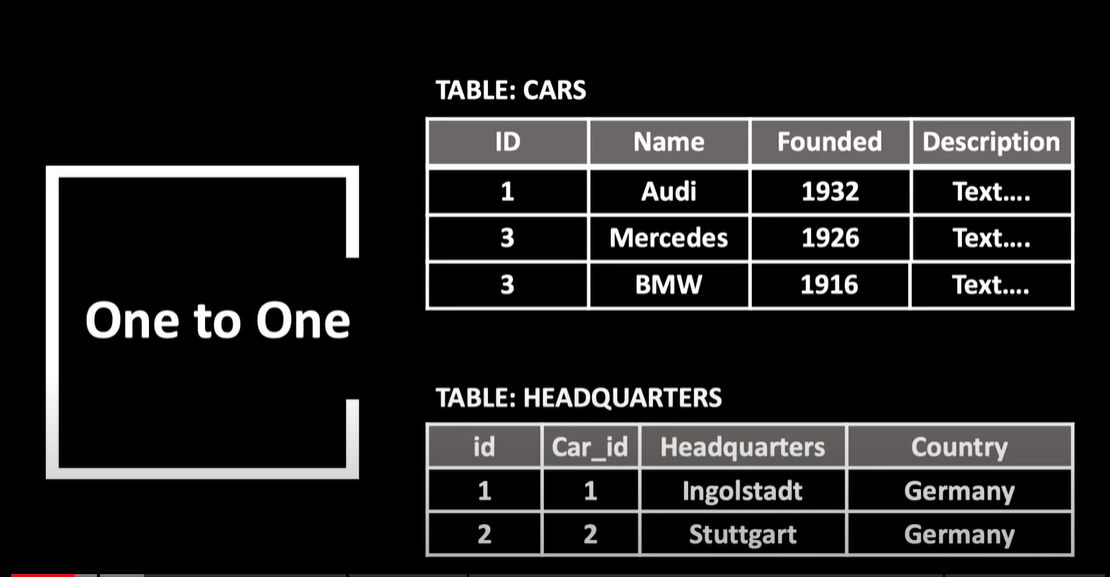 One to One
TABLE: CARS
ID Name Founded Description
1 Audi 1932 Text....
3 Mercedes 1926 Text....
3 BMW 1916 Text....
TABLE: HEADQUARTERS
id Car_id Headquarters Country
1 1 Ingolstadt Germany
2 2 Stuttgart Germany